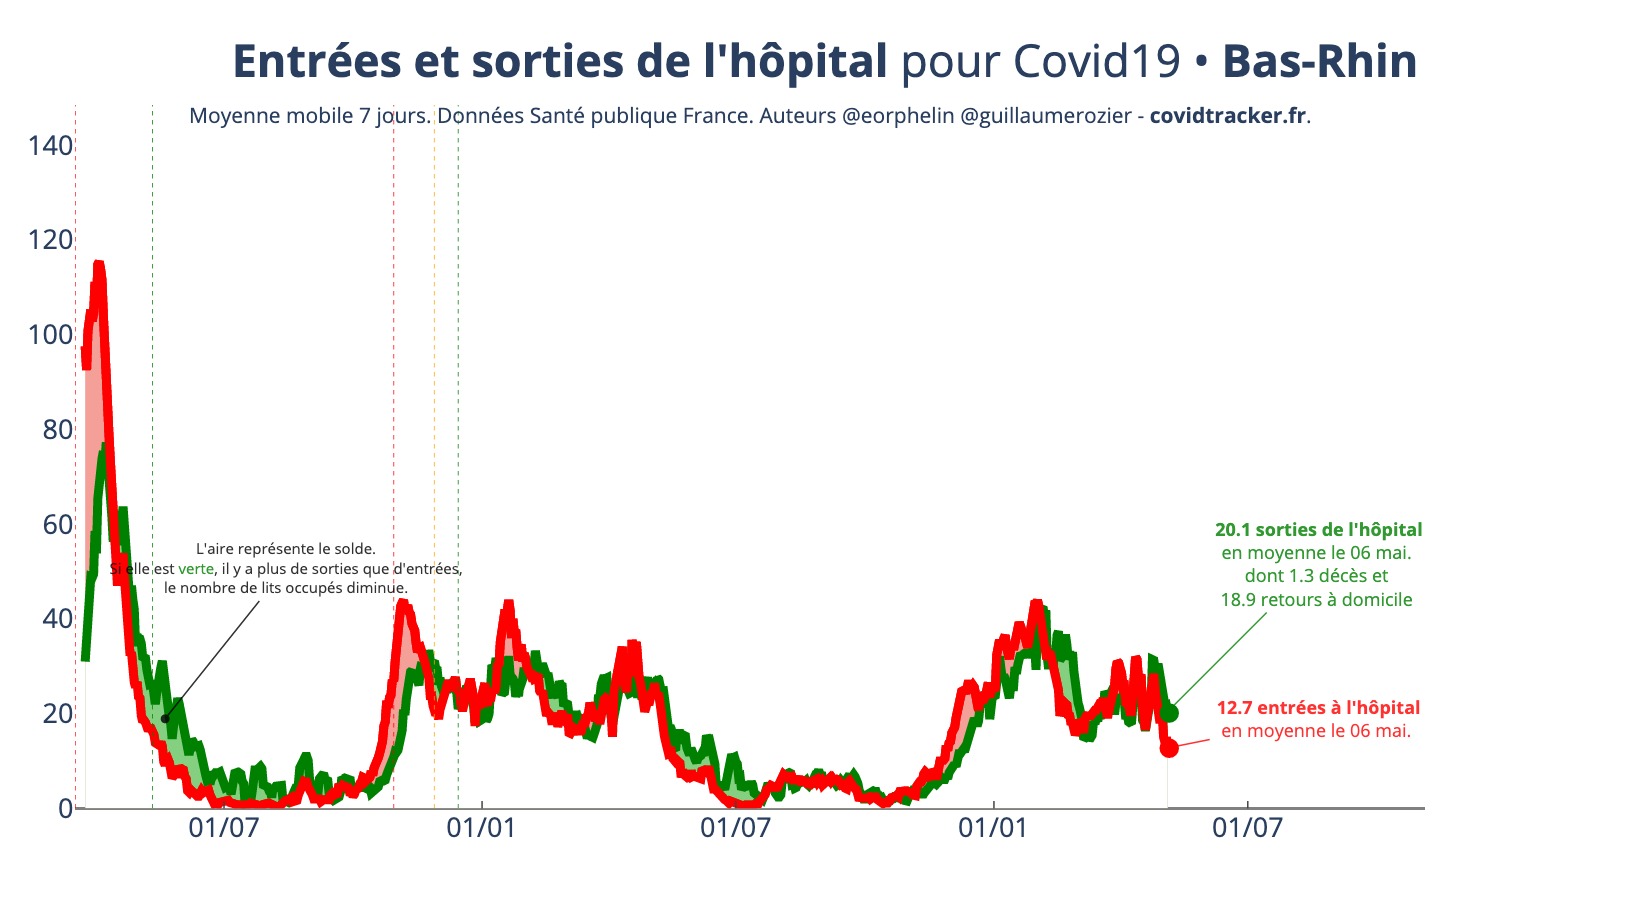 Entrées et sorties de l'hôpital pour Covid19 • Bas-Rhin
Moyenne mobile 7 jours. Données Santé publique France. Auteurs @eorphelin @guillaumerozier - covidtracker.fr.
140
120
100
80
60
40
20
0
L'aire représente le solde.
Si elle est verte, il y a plus de sorties que d'entrées,
le nombre de lits occupés diminue.
20.1 sorties de l'hôpital
en moyenne le 06 mai.
dont 1.3 décès et
18.9 retours à domicile
12.7 entrées à l'hôpital
en moyenne le 06 mai.
01/07
01/01
01/07
01/01
01/07